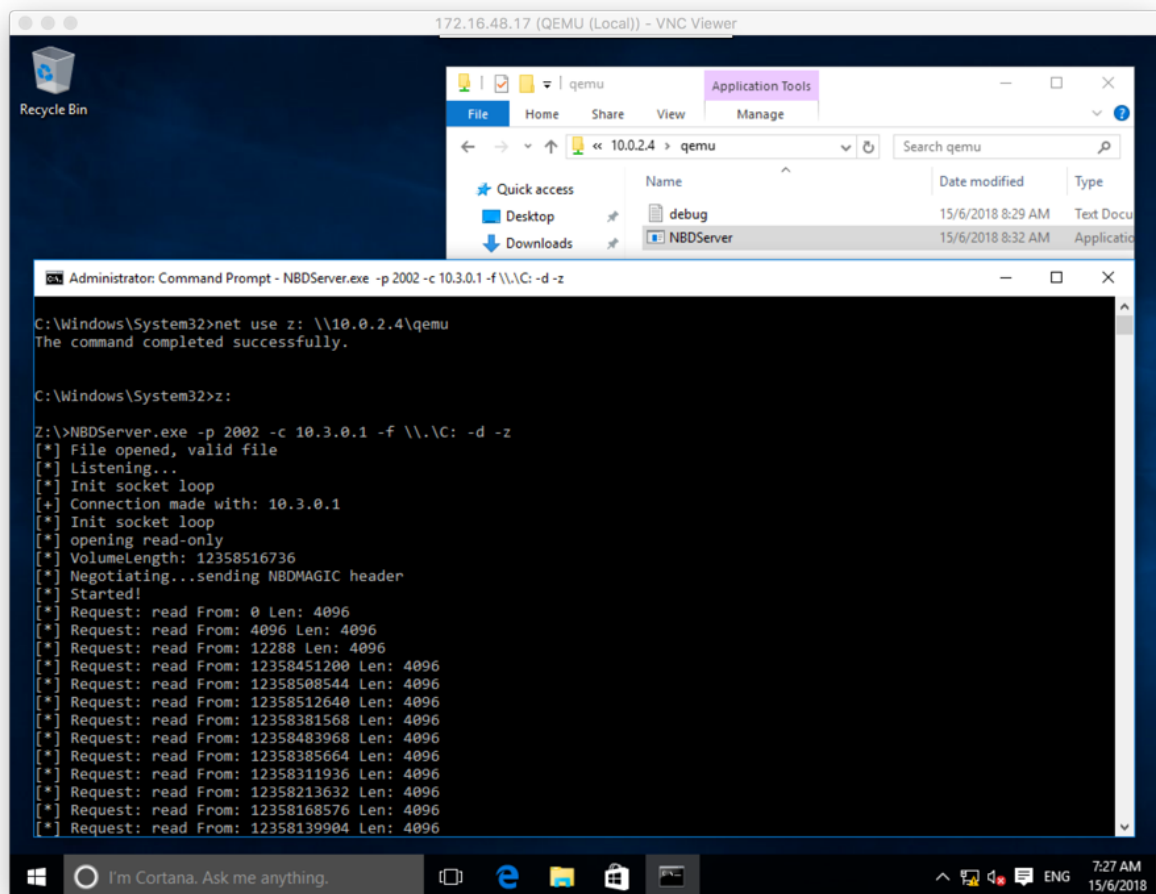 172.16.48.17 (QEMU (Local)) - VNC Viewer
Recycle Bin
qemu
Application Tools
File Home Share View Manage
« 10.0.2.4 › qemu
Search qemu
Name Date modified Type
Quick access
Desktop
Downloads
debug 15/6/2018 8:29 AM Text Docu
NBDServer 15/6/2018 8:32 AM Applicatio
Administrator: Command Prompt - NBDServer.exe -p 2002 -c 10.3.0.1 -f \\.\C: -d -z
C:\Windows\System32>net use z: \\10.0.2.4\qemu
The command completed successfully.
C:\Windows\System32>z:
Z:\>NBDServer.exe -p 2002 -c 10.3.0.1 -f \\.\C: -d -z
[*] File opened, valid file
[*] Listening...
[*] Init socket loop
[+] Connection made with: 10.3.0.1
[*] Init socket loop
[*] opening read-only
[*] VolumeLength: 12358516736
[*] Negotiating...sending NBDMAGIC header
[*] Started!
[*] Request: read From: 0 Len: 4096
[*] Request: read From: 4096 Len: 4096
[*] Request: read From: 12288 Len: 4096
[*] Request: read From: 12358451200 Len: 4096
[*] Request: read From: 12358508544 Len: 4096
[*] Request: read From: 12358512640 Len: 4096
[*] Request: read From: 12358381568 Len: 4096
[*] Request: read From: 12358483968 Len: 4096
[*] Request: read From: 12358385664 Len: 4096
[*] Request: read From: 12358311936 Len: 4096
[*] Request: read From: 12358213632 Len: 4096
[*] Request: read From: 12358168576 Len: 4096
[*] Request: read From: 12358139904 Len: 4096
I'm Cortana. Ask me anything.
ENG
7:27 AM
15/6/2018